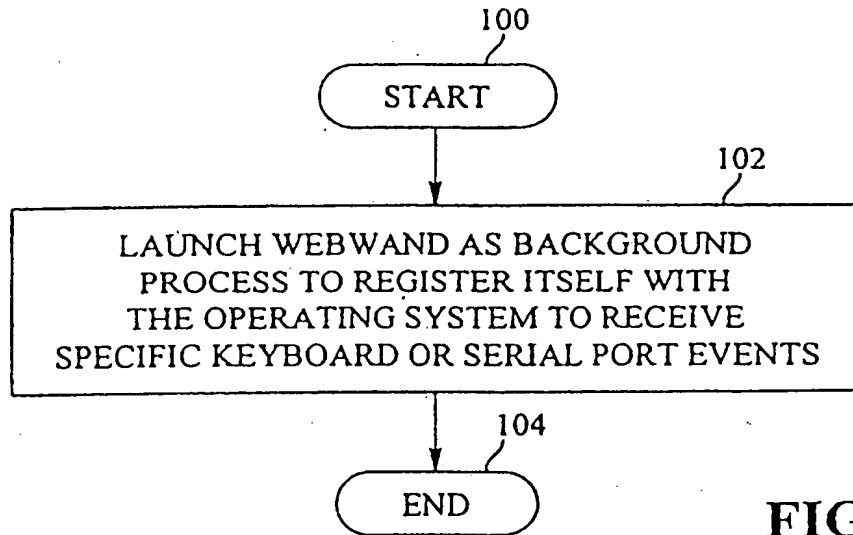 100
START
102
LAUNCH WEBWAND AS BACKGROUND
PROCESS TO REGISTER ITSELF WITH
THE OPERATING SYSTEM TO RECEIVE
SPECIFIC KEYBOARD OR SERIAL PORT EVENTS
104
END
FIG